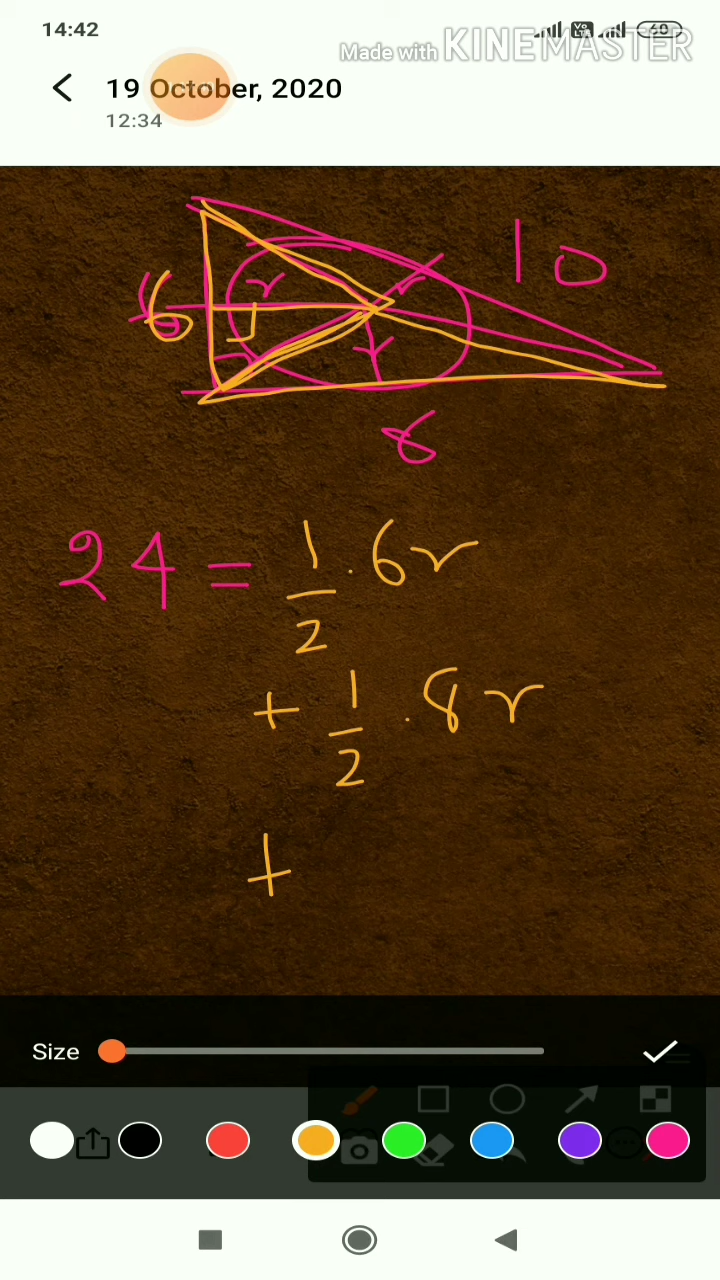 14:42
Made with KINEMASTER
19 October, 2020
12:34
10
6
r
r
r
8
24 = 1/2 . 6r
+ 1/2 . 8r
+
Size